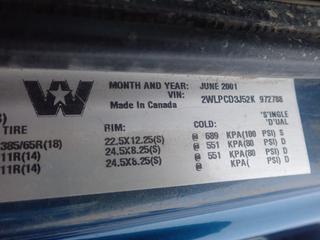 MONTH AND YEAR: JUNE 2001
VIN: 2WLPCD3J52K 972788
Made In Canada
*S'INGLE
*D'UAL
TIRE RIM: COLD:
385/65R(18) 22.5X12.25(S) @ 689 KPA(100 PSI) S
11R(14) 24.5X8.25(S) @ 551 KPA(80 PSI) D
11R(14) 24.5X8.25(S) @ 551 KPA(80 PSI) D
@ KPA( PSI) D